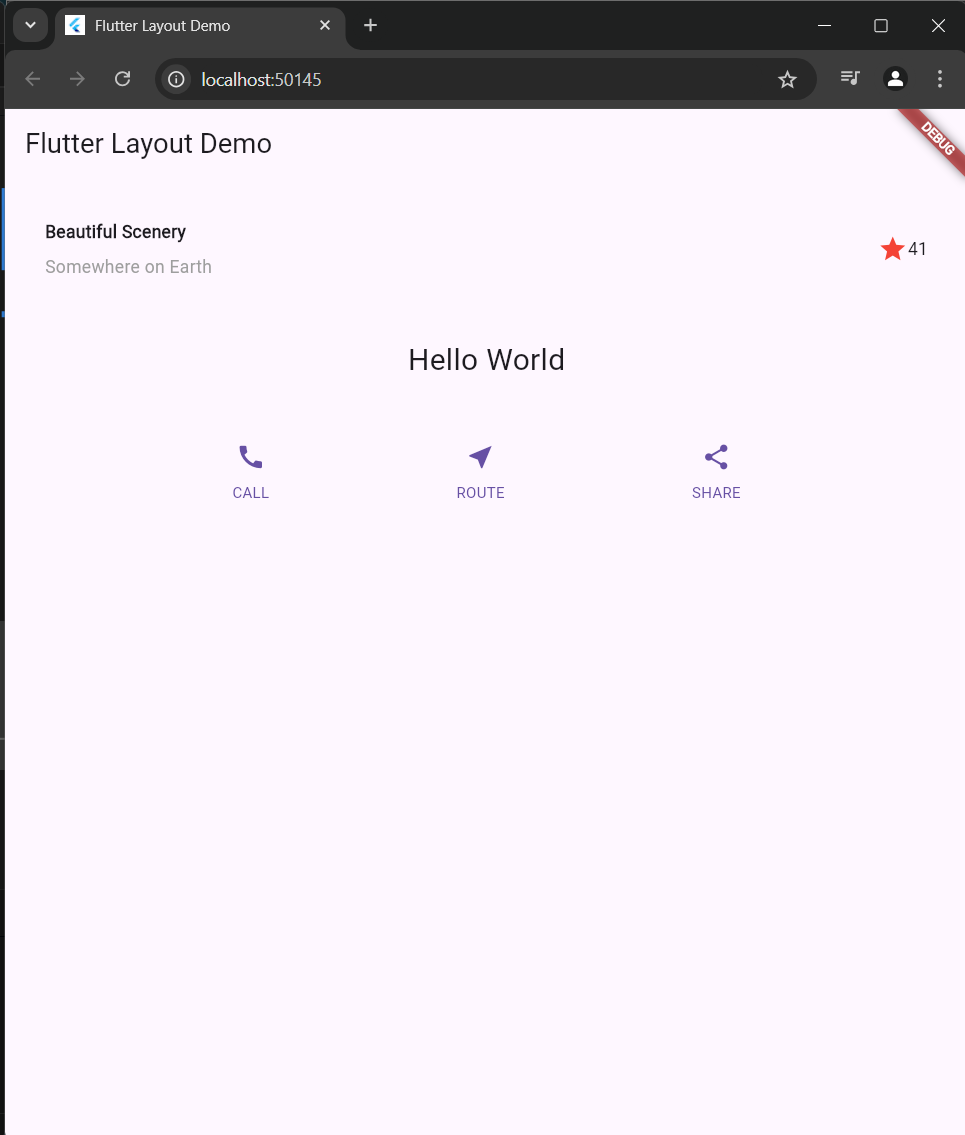 Flutter Layout Demo
localhost:50145
Flutter Layout Demo
DEBUG
Beautiful Scenery
Somewhere on Earth
41
Hello World
CALL ROUTE SHARE